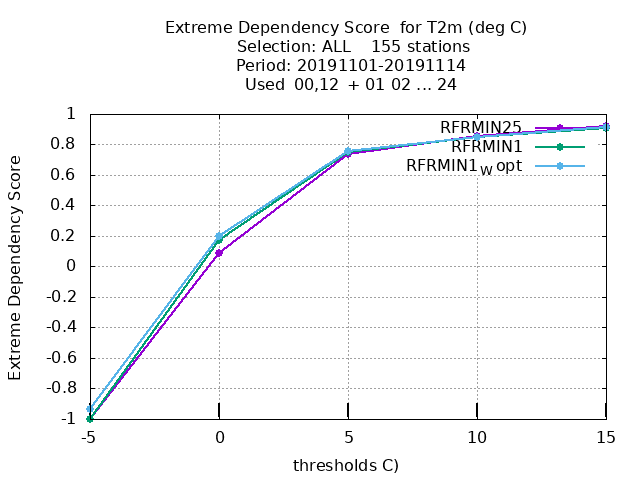 Extreme Dependency Score  for T2m (deg C)
Selection: ALL    155 stations
Period: 20191101-20191114
Used  00,12  + 01 02 ... 24
RFRMIN25
RFRMIN1
RFRMIN1W opt
Extreme Dependency Score
1
0.8
0.6
0.4
0.2
0
-0.2
-0.4
-0.6
-0.8
-1
-5 0 5 10 15
thresholds C)